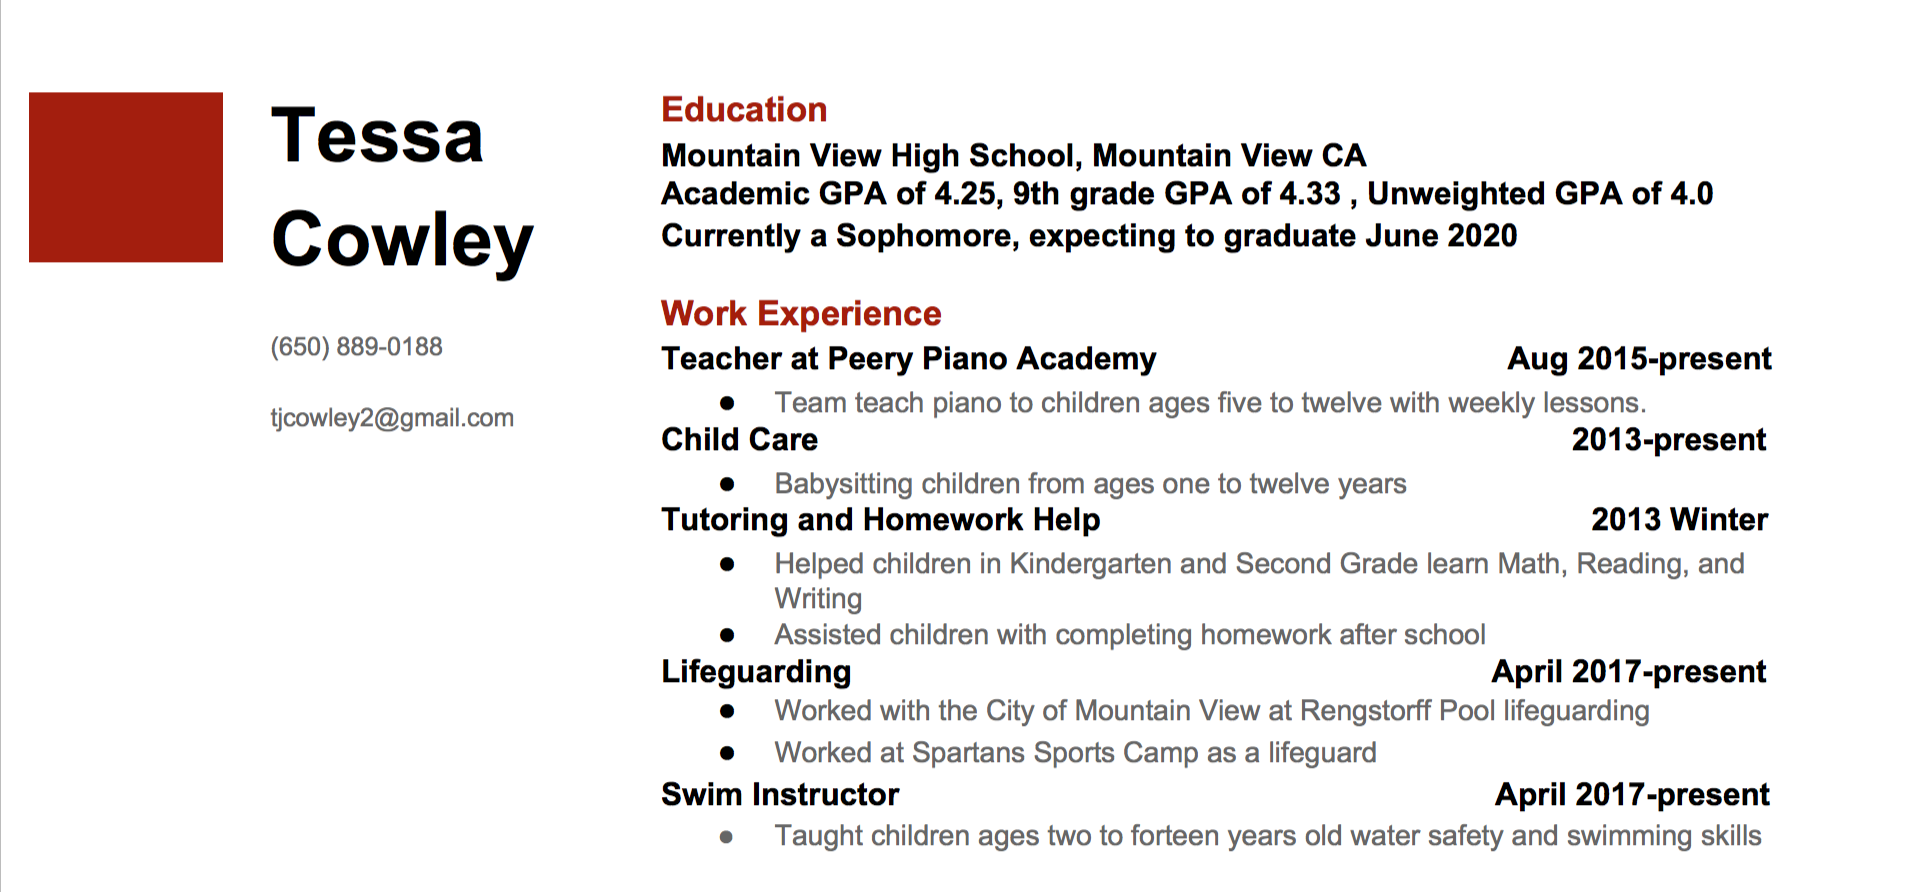 Tessa
Cowley
(650) 889-0188
tjcowley2@gmail.com
Education
Mountain View High School, Mountain View CA
Academic GPA of 4.25, 9th grade GPA of 4.33 , Unweighted GPA of 4.0
Currently a Sophomore, expecting to graduate June 2020
Work Experience
Teacher at Peery Piano Academy Aug 2015-present
● Team teach piano to children ages five to twelve with weekly lessons.
Child Care 2013-present
● Babysitting children from ages one to twelve years
Tutoring and Homework Help 2013 Winter
● Helped children in Kindergarten and Second Grade learn Math, Reading, and
Writing
● Assisted children with completing homework after school
Lifeguarding April 2017-present
● Worked with the City of Mountain View at Rengstorff Pool lifeguarding
● Worked at Spartans Sports Camp as a lifeguard
Swim Instructor April 2017-present
● Taught children ages two to forteen years old water safety and swimming skills